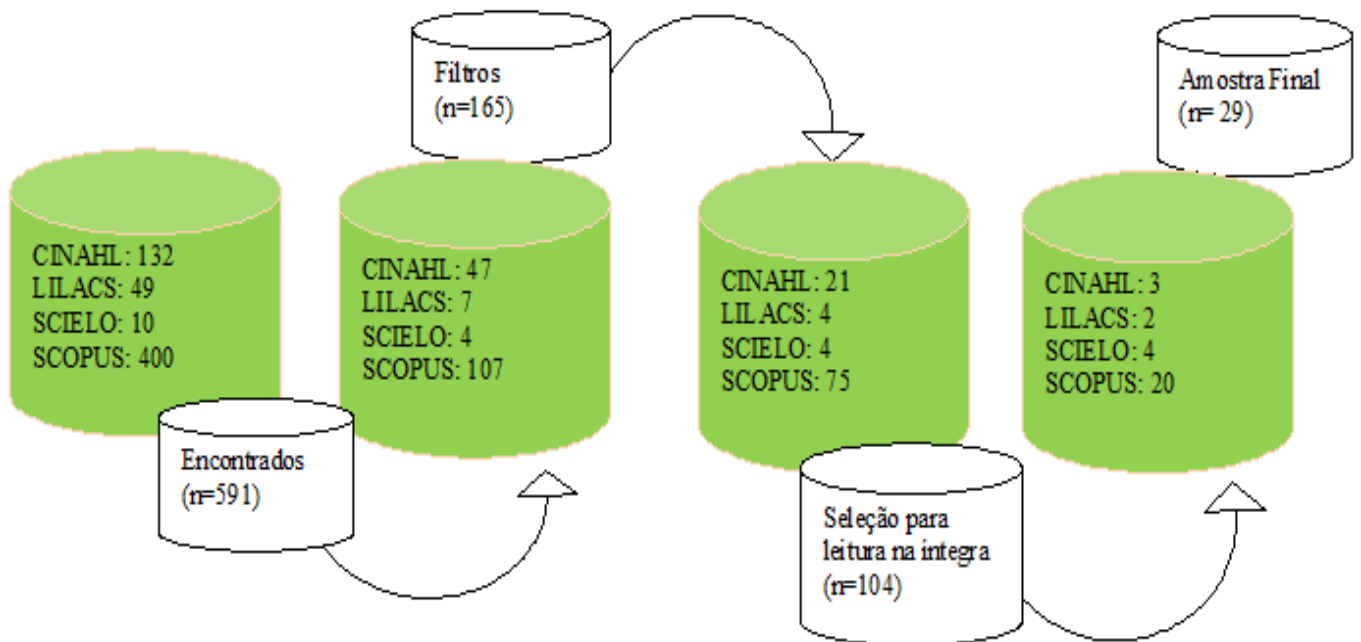 CINAHL: 132
LILACS: 49
SCIELO: 10
SCOPUS: 400
Encontrados
(n=591)
Filtros
(n=165)
CINAHL: 47
LILACS: 7
SCIELO: 4
SCOPUS: 107
CINAHL: 21
LILACS: 4
SCIELO: 4
SCOPUS: 75
Seleção para
leitura na íntegra
(n=104)
Amostra Final
(n= 29)
CINAHL: 3
LILACS: 2
SCIELO: 4
SCOPUS: 20